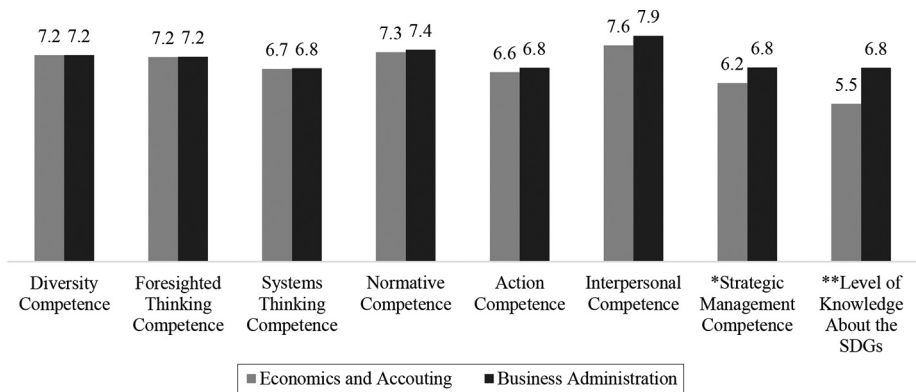 7.2 7.2
7.2 7.2
6.7 6.8
7.3 7.4
6.6 6.8
7.6 7.9
6.2 6.8
5.5 6.8
Diversity
Competence
Foresighted
Thinking
Competence
Systems
Thinking
Competence
Normative
Competence
Action
Competence
Interpersonal
Competence
*Strategic
Management
Competence
**Level of
Knowledge
About the
SDGs
Economics and Accouting
Business Administration